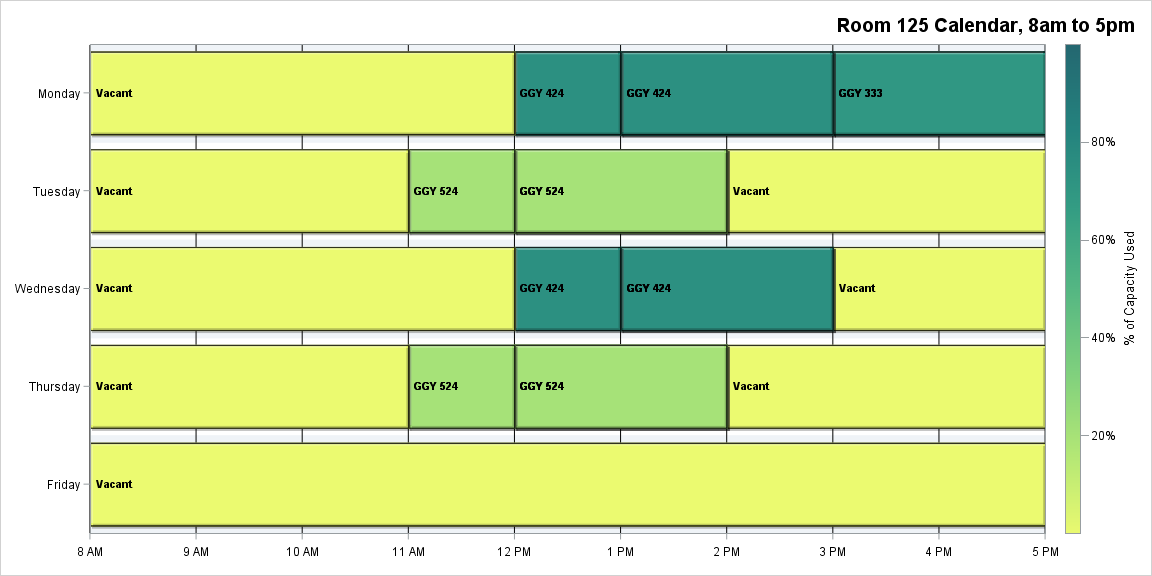 Room 125 Calendar, 8am to 5pm
Monday
Vacant
GGY 424
GGY 424
GGY 333
Tuesday
Vacant
GGY 524
GGY 524
Vacant
Wednesday
Vacant
GGY 424
GGY 424
Vacant
Thursday
Vacant
GGY 524
GGY 524
Vacant
Friday
Vacant
8 AM
9 AM
10 AM
11 AM
12 PM
1 PM
2 PM
3 PM
4 PM
5 PM
80%
60%
40%
20%
% of Capacity Used